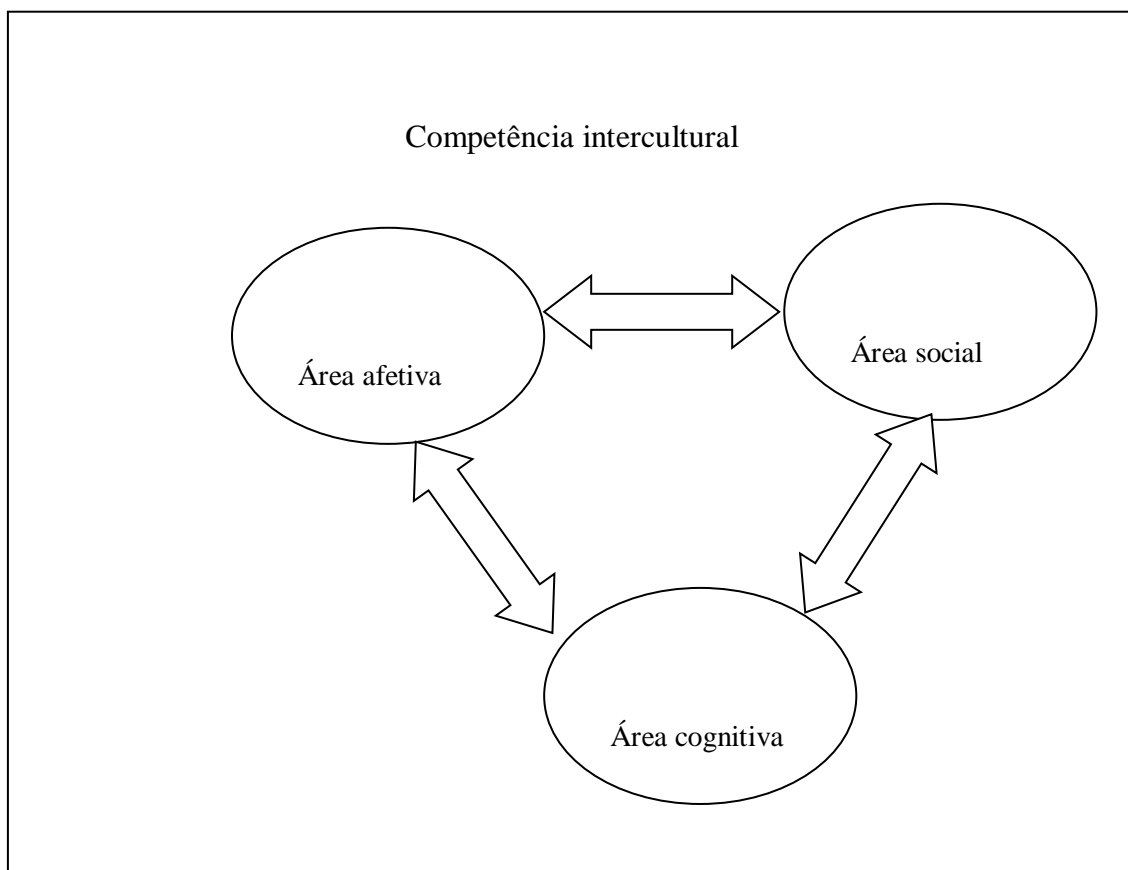 Competência intercultural
Área afetiva
Área social
Área cognitiva